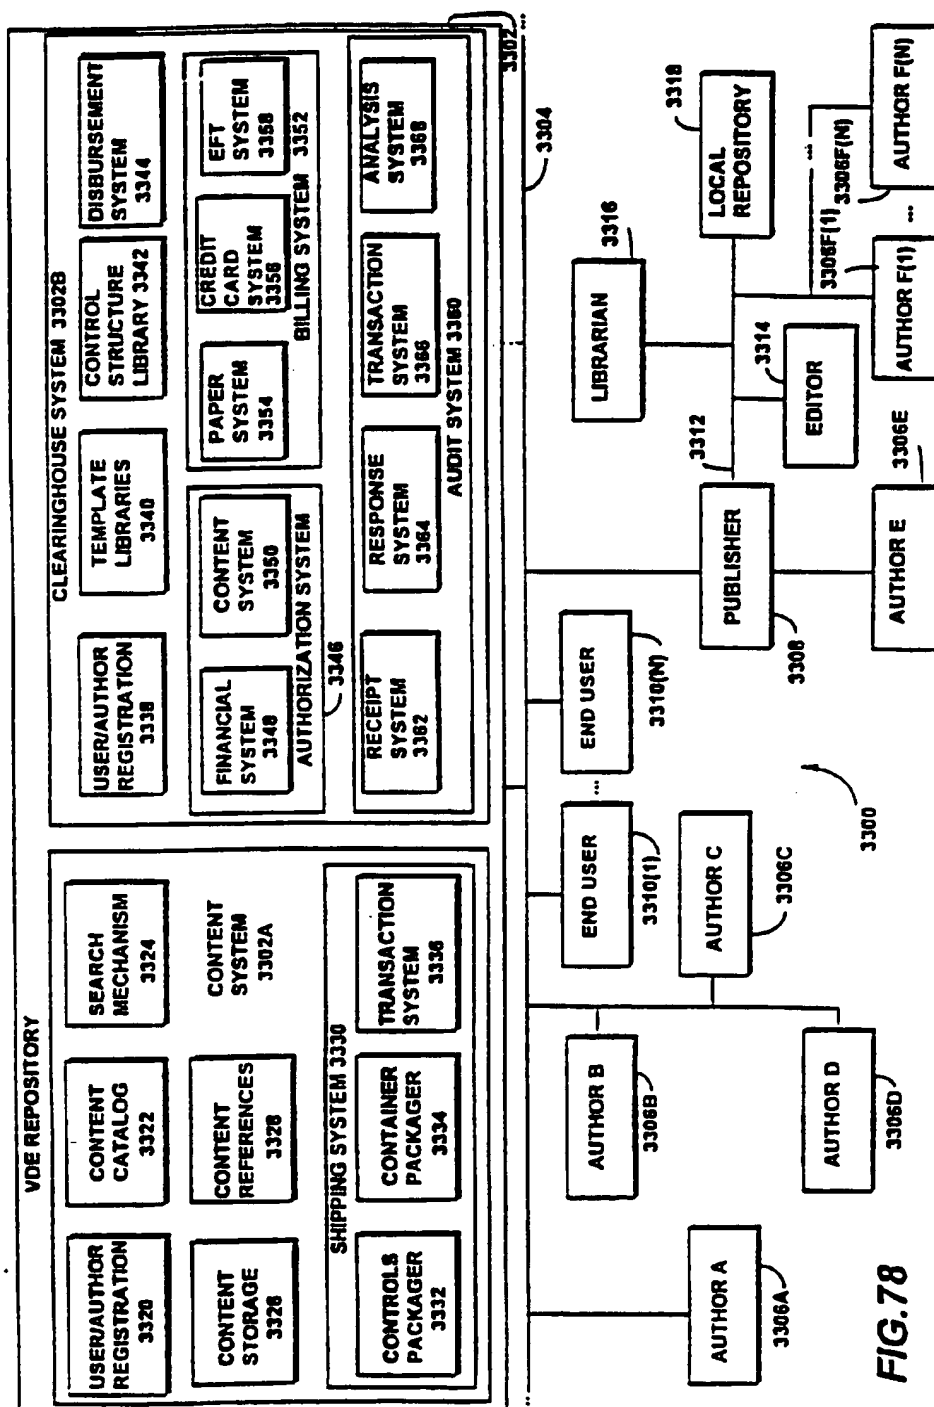 VDE REPOSITORY
USER/AUTHOR
REGISTRATION
3320
CONTENT
CATALOG
3322
SEARCH
MECHANISM
3324
CONTENT
STORAGE
3326
CONTENT
REFERENCES
3328
CONTENT
SYSTEM
3302A
SHIPPING SYSTEM 3330
CONTROLS
PACKAGER
3332
CONTAINER
PACKAGER
3334
TRANSACTION
SYSTEM
3336
CLEARINGHOUSE SYSTEM 3302B
USER/AUTHOR
REGISTRATION
3338
TEMPLATE
LIBRARIES
3340
CONTROL
STRUCTURE
LIBRARY 3342
DISBURSEMENT
SYSTEM
3344
FINANCIAL
SYSTEM
3348
CONTENT
SYSTEM
3350
AUTHORIZATION SYSTEM
3346
PAPER
SYSTEM
3354
CREDIT
CARD
SYSTEM
3356
EFT
SYSTEM
3358
BILLING SYSTEM
3352
RECEIPT
SYSTEM
3362
RESPONSE
SYSTEM
3364
TRANSACTION
SYSTEM
3366
ANALYSIS
SYSTEM
3368
AUDIT SYSTEM 3360
3302
3304
AUTHOR A
3306A
AUTHOR B
3306B
AUTHOR C
3306C
AUTHOR D
3306D
END USER
3310(1)
...
END USER
3310(N)
3300
PUBLISHER
3308
3312
AUTHOR E
3306E
LIBRARIAN
3316
EDITOR
3314
LOCAL
REPOSITORY
3318
AUTHOR F(1)
3306F(1)
...
AUTHOR F(N)
3306F(N)
FIG.78